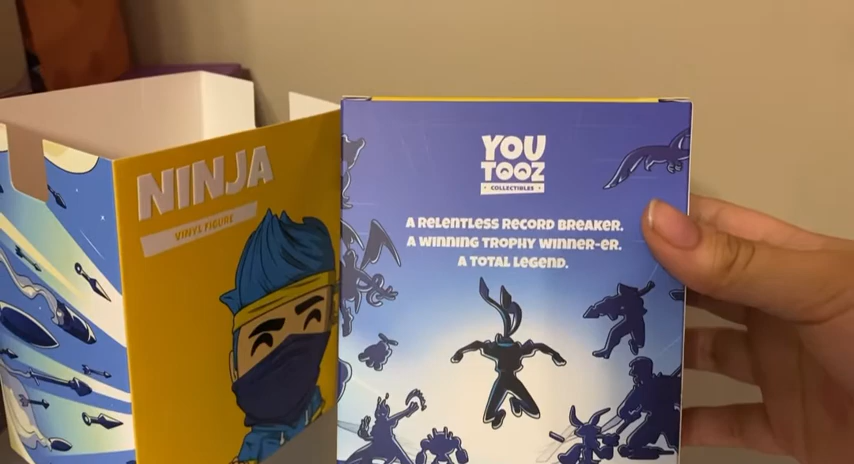 NINJA
VINYL FIGURE
YOU
TOOZ
COLLECTIBLES
A RELENTLESS RECORD BREAKER.
A WINNING TROPHY WINNER-ER.
A TOTAL LEGEND.